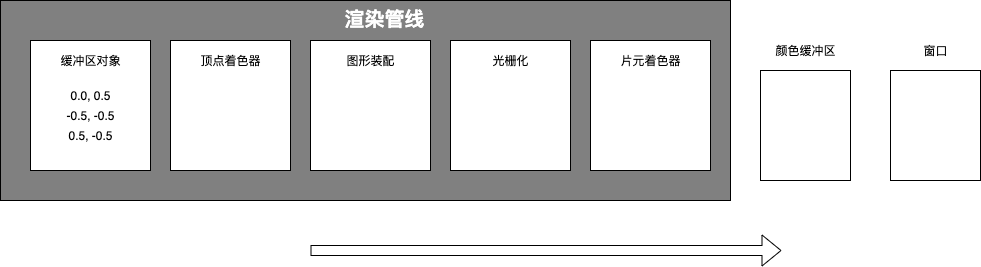 渲染管线
缓冲区对象
0.0, 0.5
-0.5, -0.5
0.5, -0.5
顶点着色器
图形装配
光栅化
片元着色器
颜色缓冲区
窗口